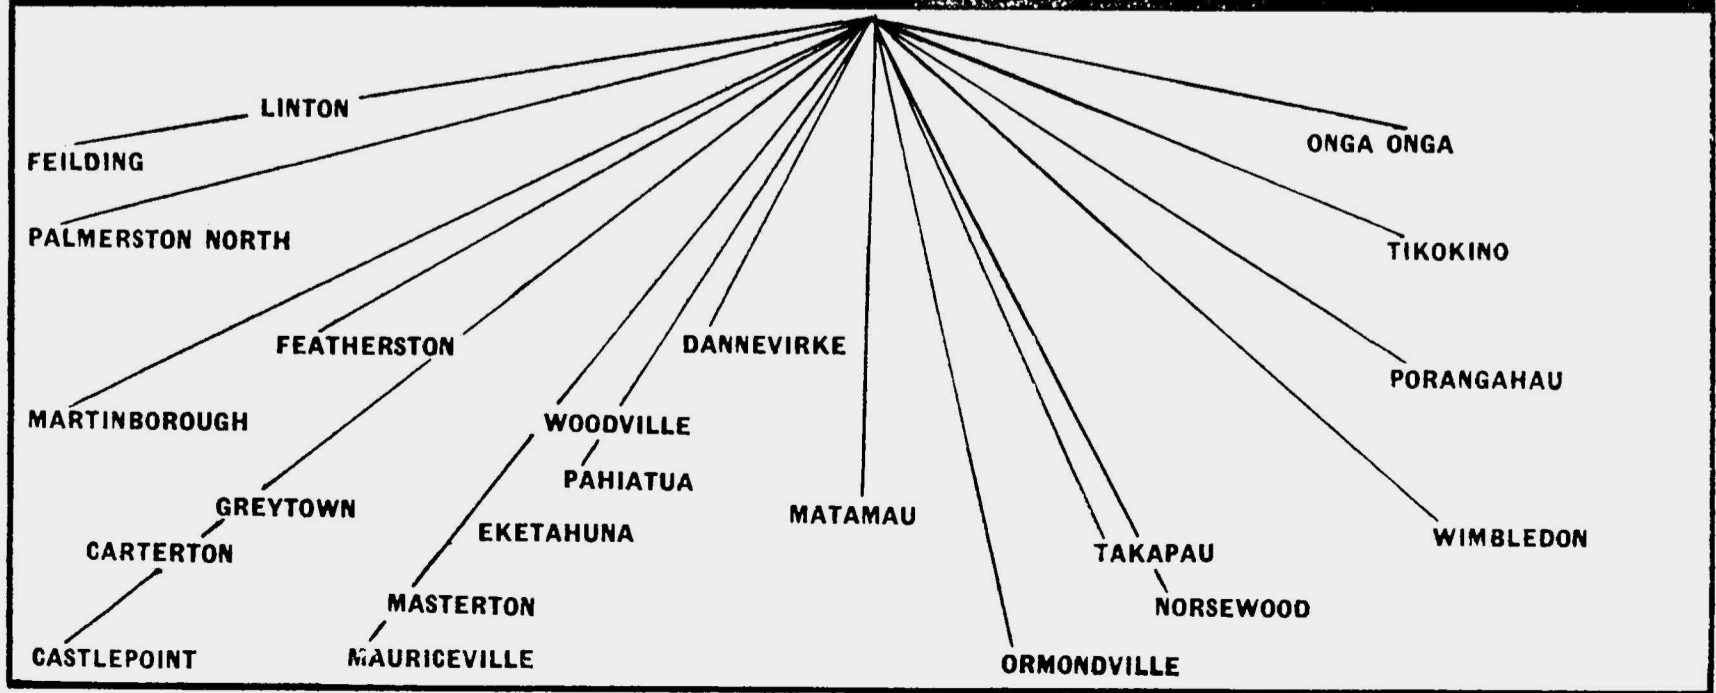 LINTON
ONGA ONGA
FEILDING
PALMERSTON NORTH
TIKOKINO
FEATHERSTON
DANNEVIRKE
PORANGAHAU
MARTINBOROUGH
WOODVILLE
PAHIATUA
GREYTOWN
MATAMAU
EKETAHUNA
WIMBLEDON
CARTERTON
TAKAPAU
MASTERTON
NORSEWOOD
CASTLEPOINT
MAURICEVILLE
ORMONDVILLE